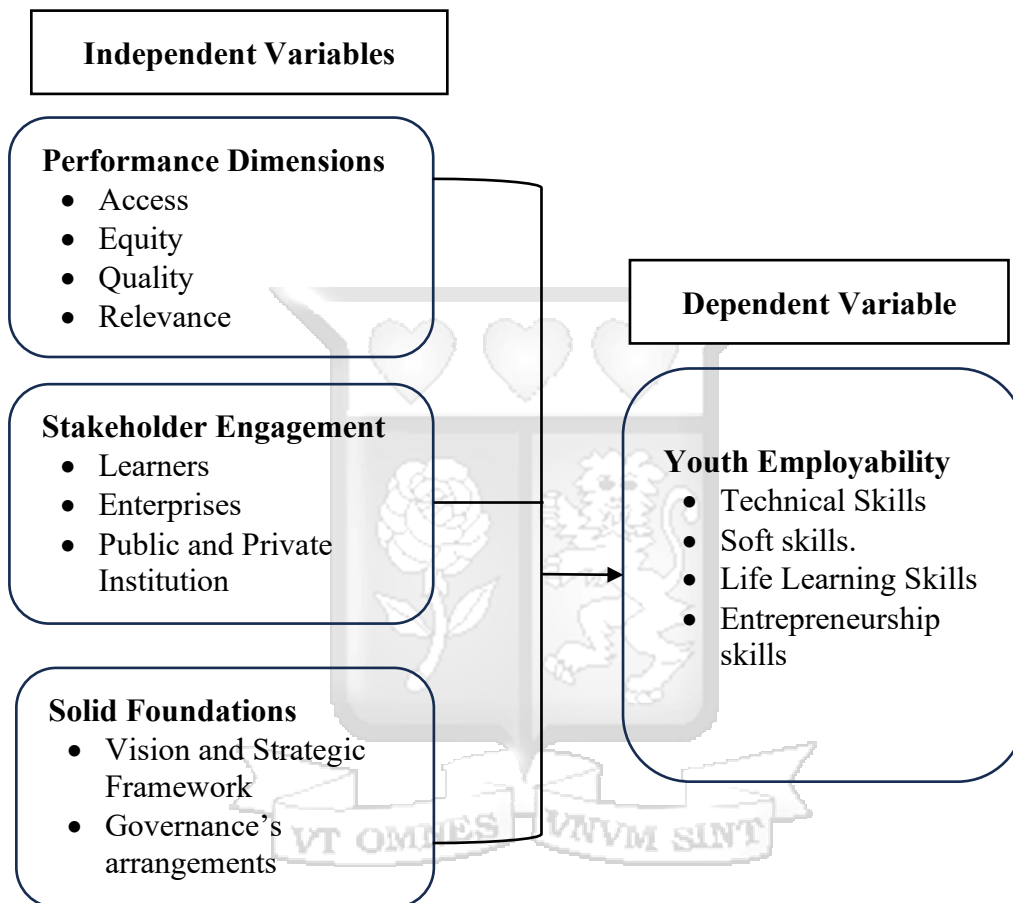 Independent Variables
Performance Dimensions
• Access
• Equity
• Quality
• Relevance
Stakeholder Engagement
• Learners
• Enterprises
• Public and Private
Institution
Solid Foundations
• Vision and Strategic
Framework
• Governance’s
arrangements
Dependent Variable
Youth Employability
• Technical Skills
• Soft skills.
• Life Learning Skills
• Entrepreneurship
skills
VT OMNES VNVM SINT